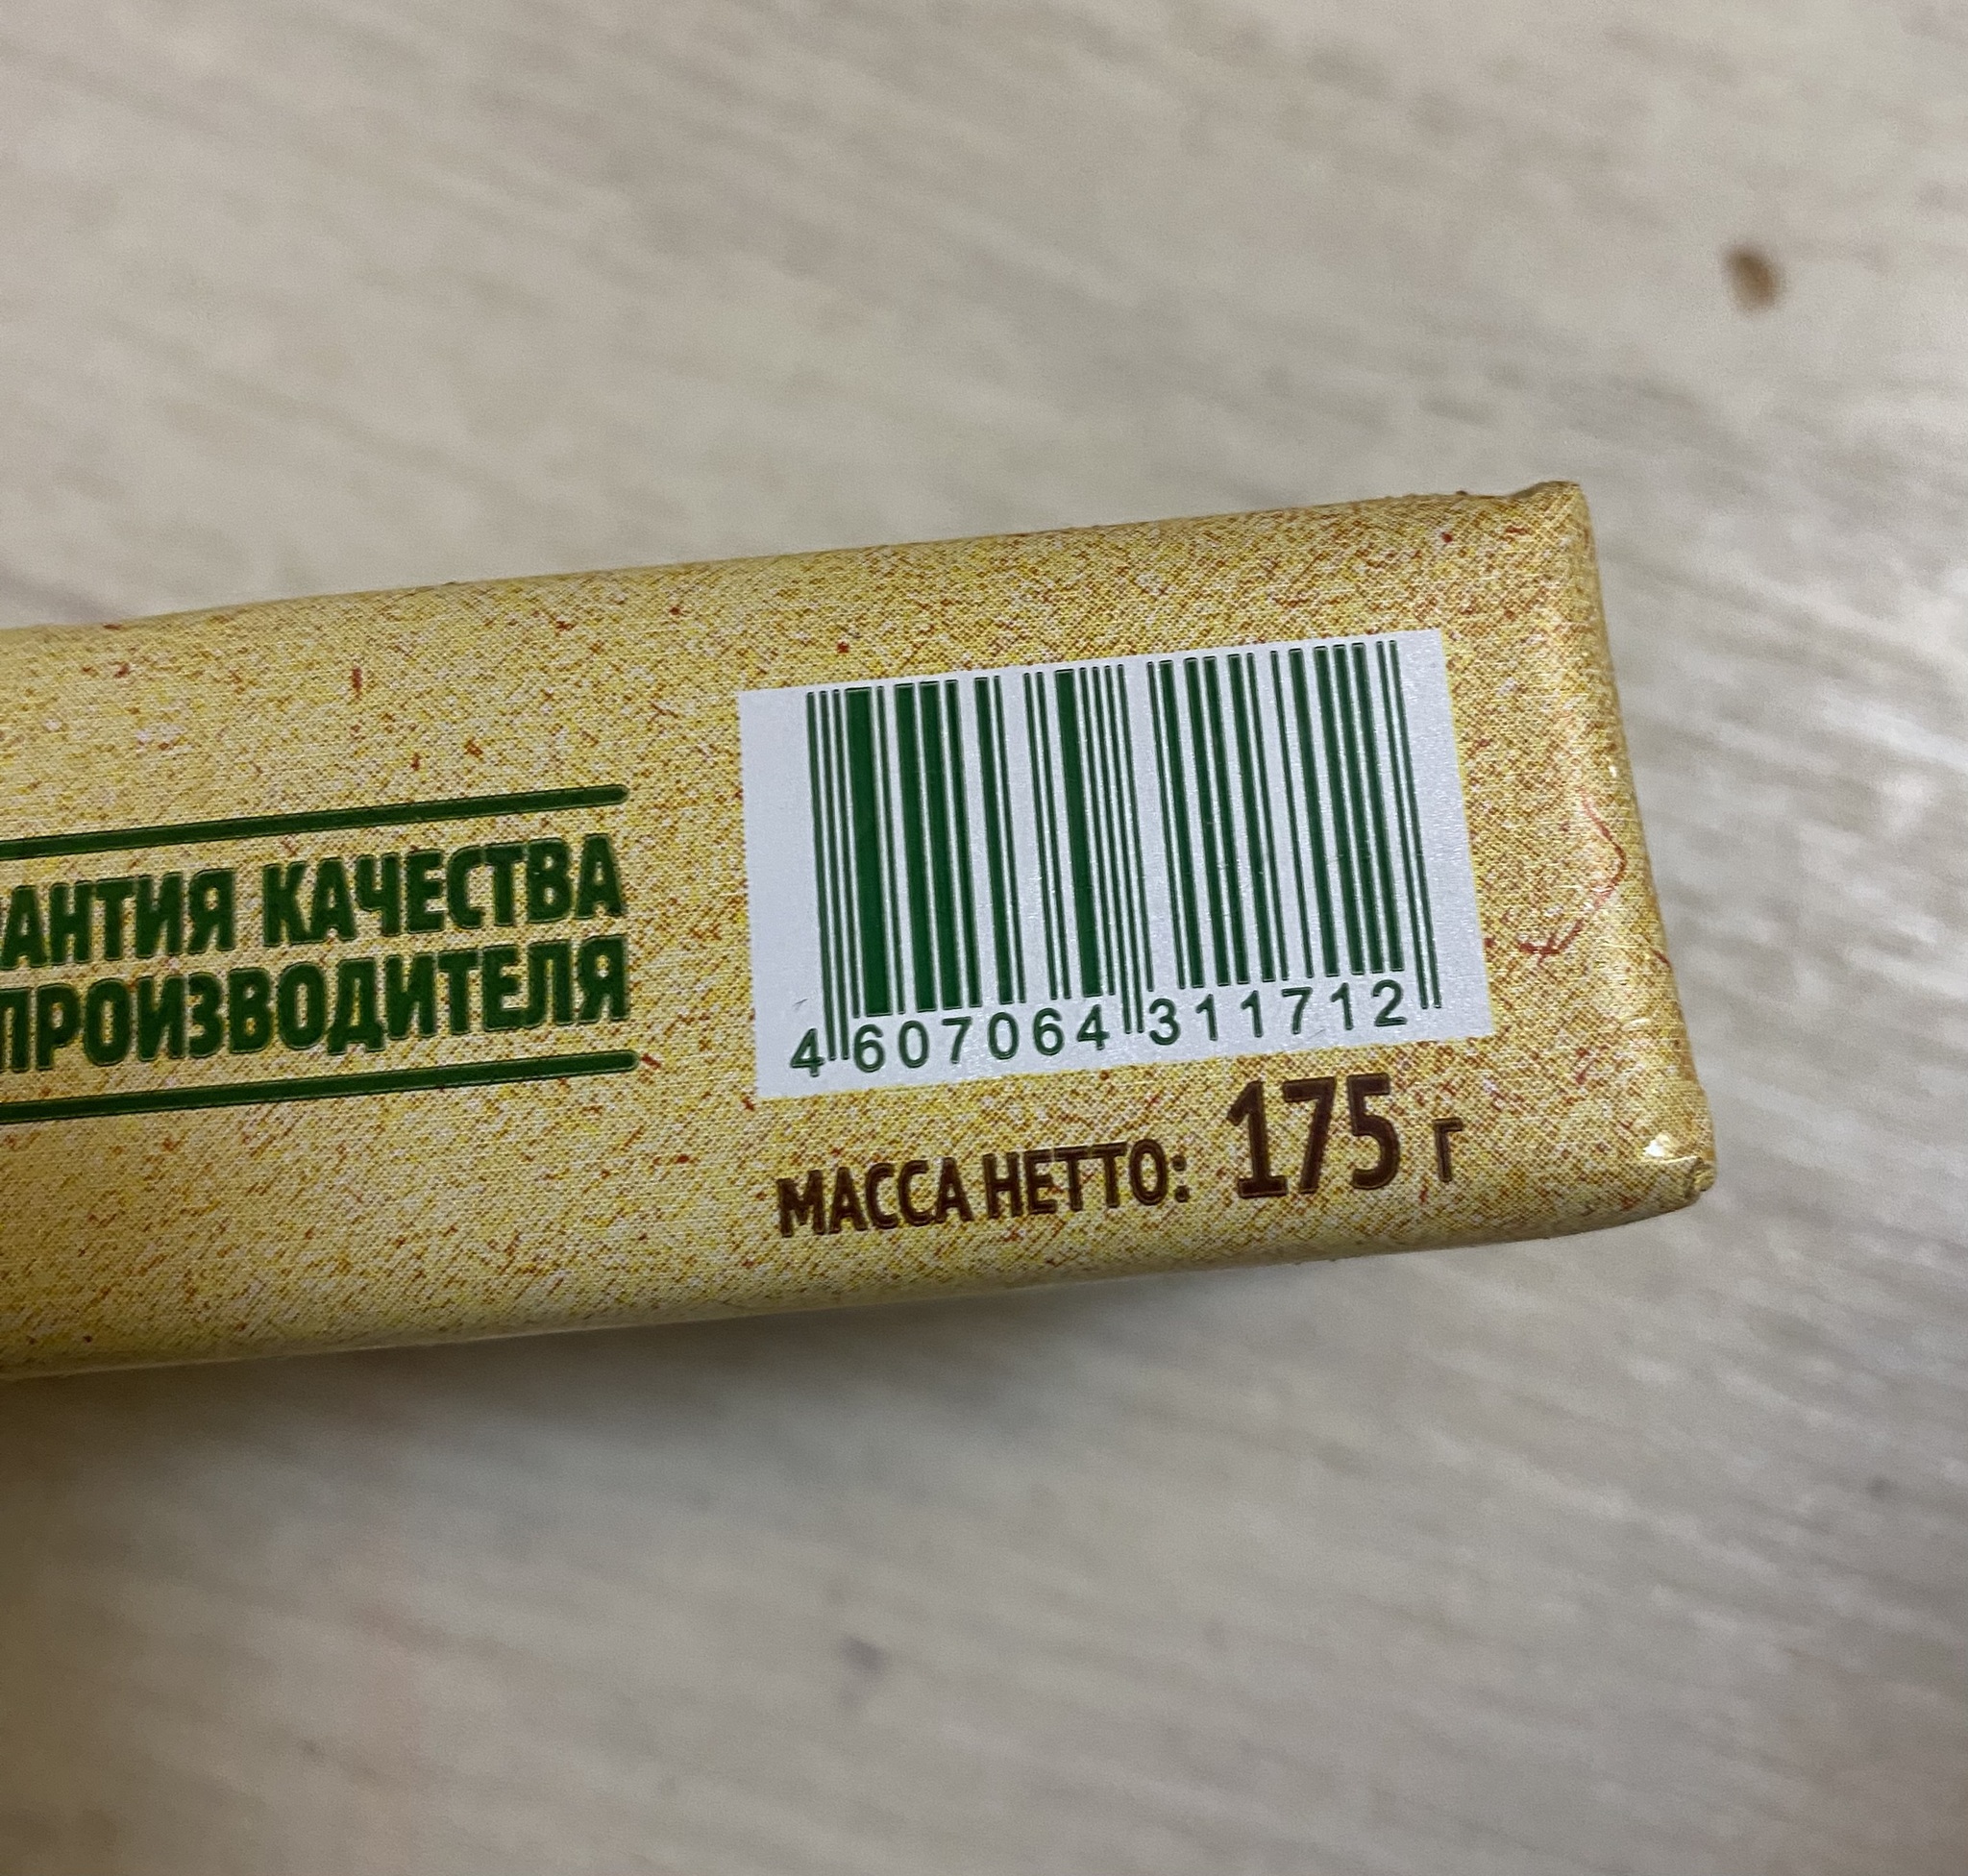 АНТИЯ КАЧЕСТВА
ПРОИЗВОДИТЕЛЯ
4 607064 311712
МАССА НЕТТО: 175 г